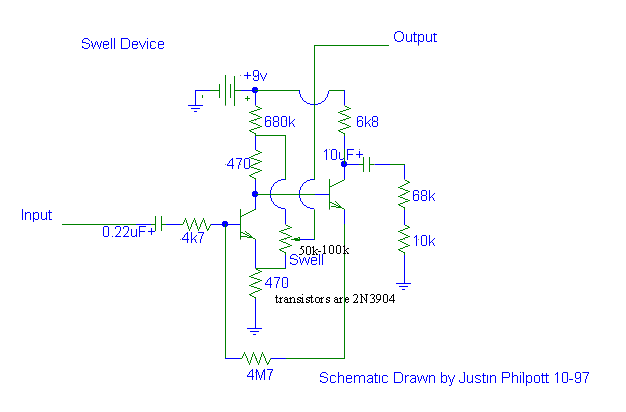 Swell Device
Output
+9v
+
680k
6k8
10uF+
470
68k
Input
0.22uF+
4k7
50k-100k
10k
Swell
470
transistors are 2N3904
4M7
Schematic Drawn by Justin Philpott 10-97